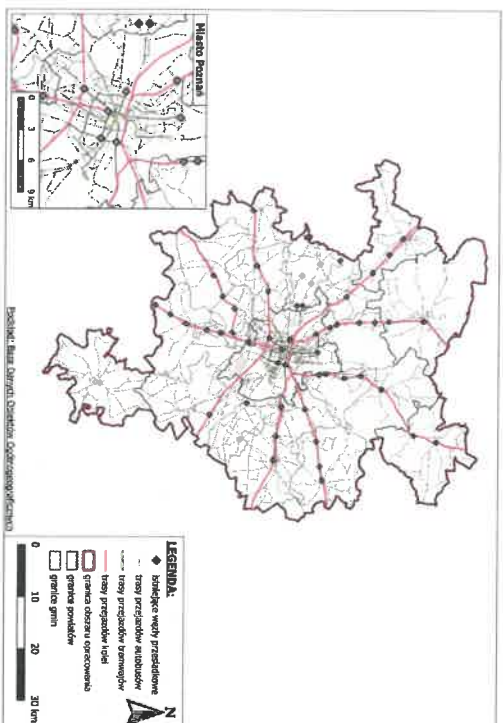 Miasto Poznań
0 3 6 9 km
LEGENDA:
istniejące węzły przesiadkowe
trasy przejazdów autobusów
trasy przejazdów tramwajów
trasy przejazdów kolei
granica obszaru opracowania
granice powiatów
granice gmin
N
0 10 20 30 km